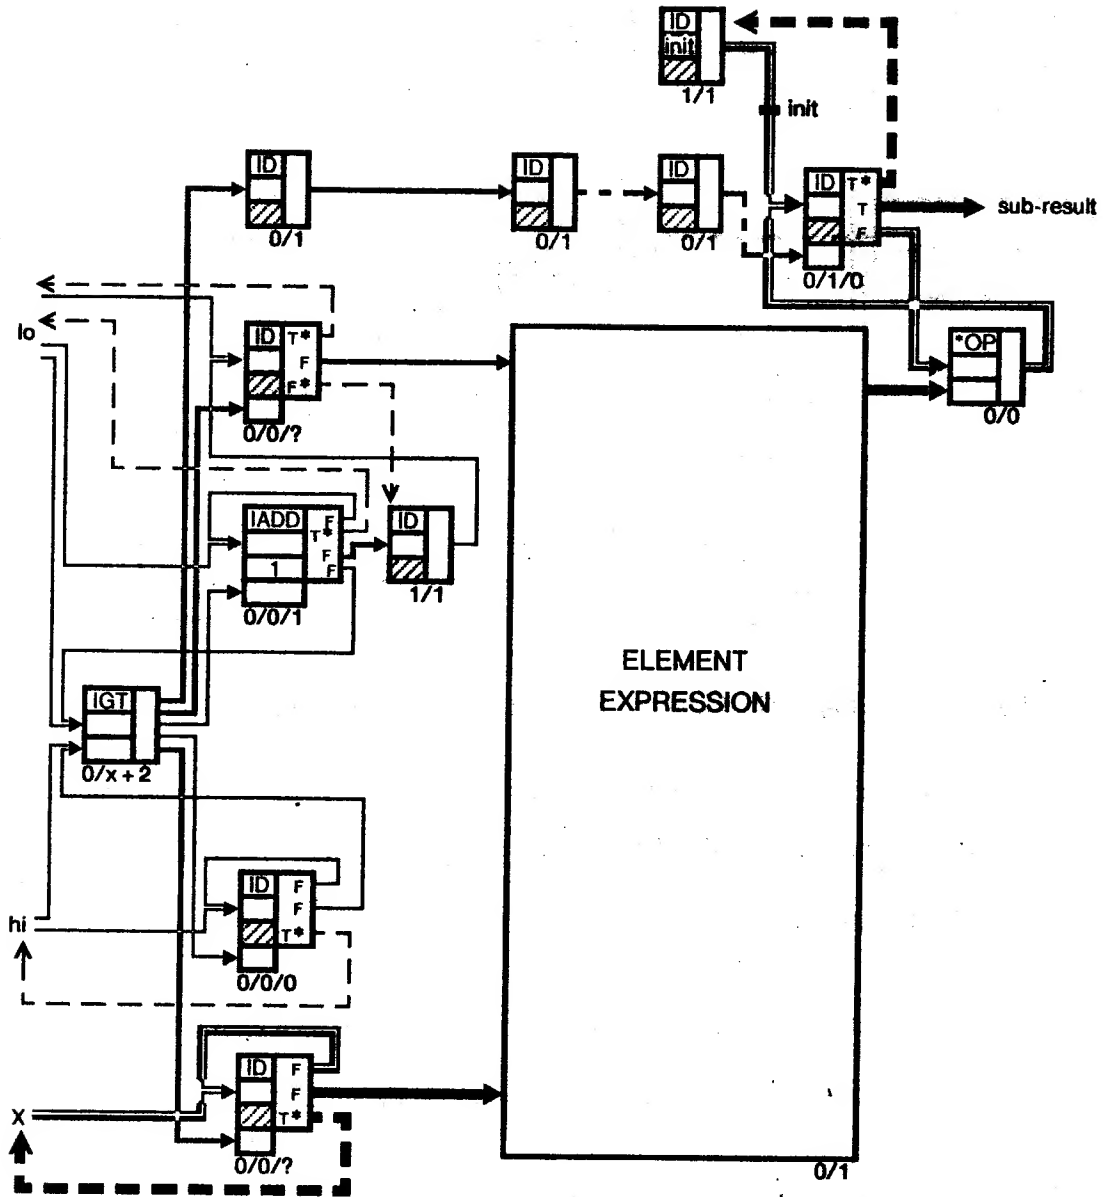 ID
init
1/1
init
ID
0/1
ID
0/1
ID
0/1
ID
T*
T
F
0/1/0
sub-result
lo
ID
T*
F
F*
0/0/?
*OP
0/0
IADD
1
F
T*
F
F
0/0/1
ID
1/1
ELEMENT
EXPRESSION
IGT
0/x + 2
hi
ID
F
F
T*
0/0/0
X
ID
F
F
T*
0/0/?
0/1